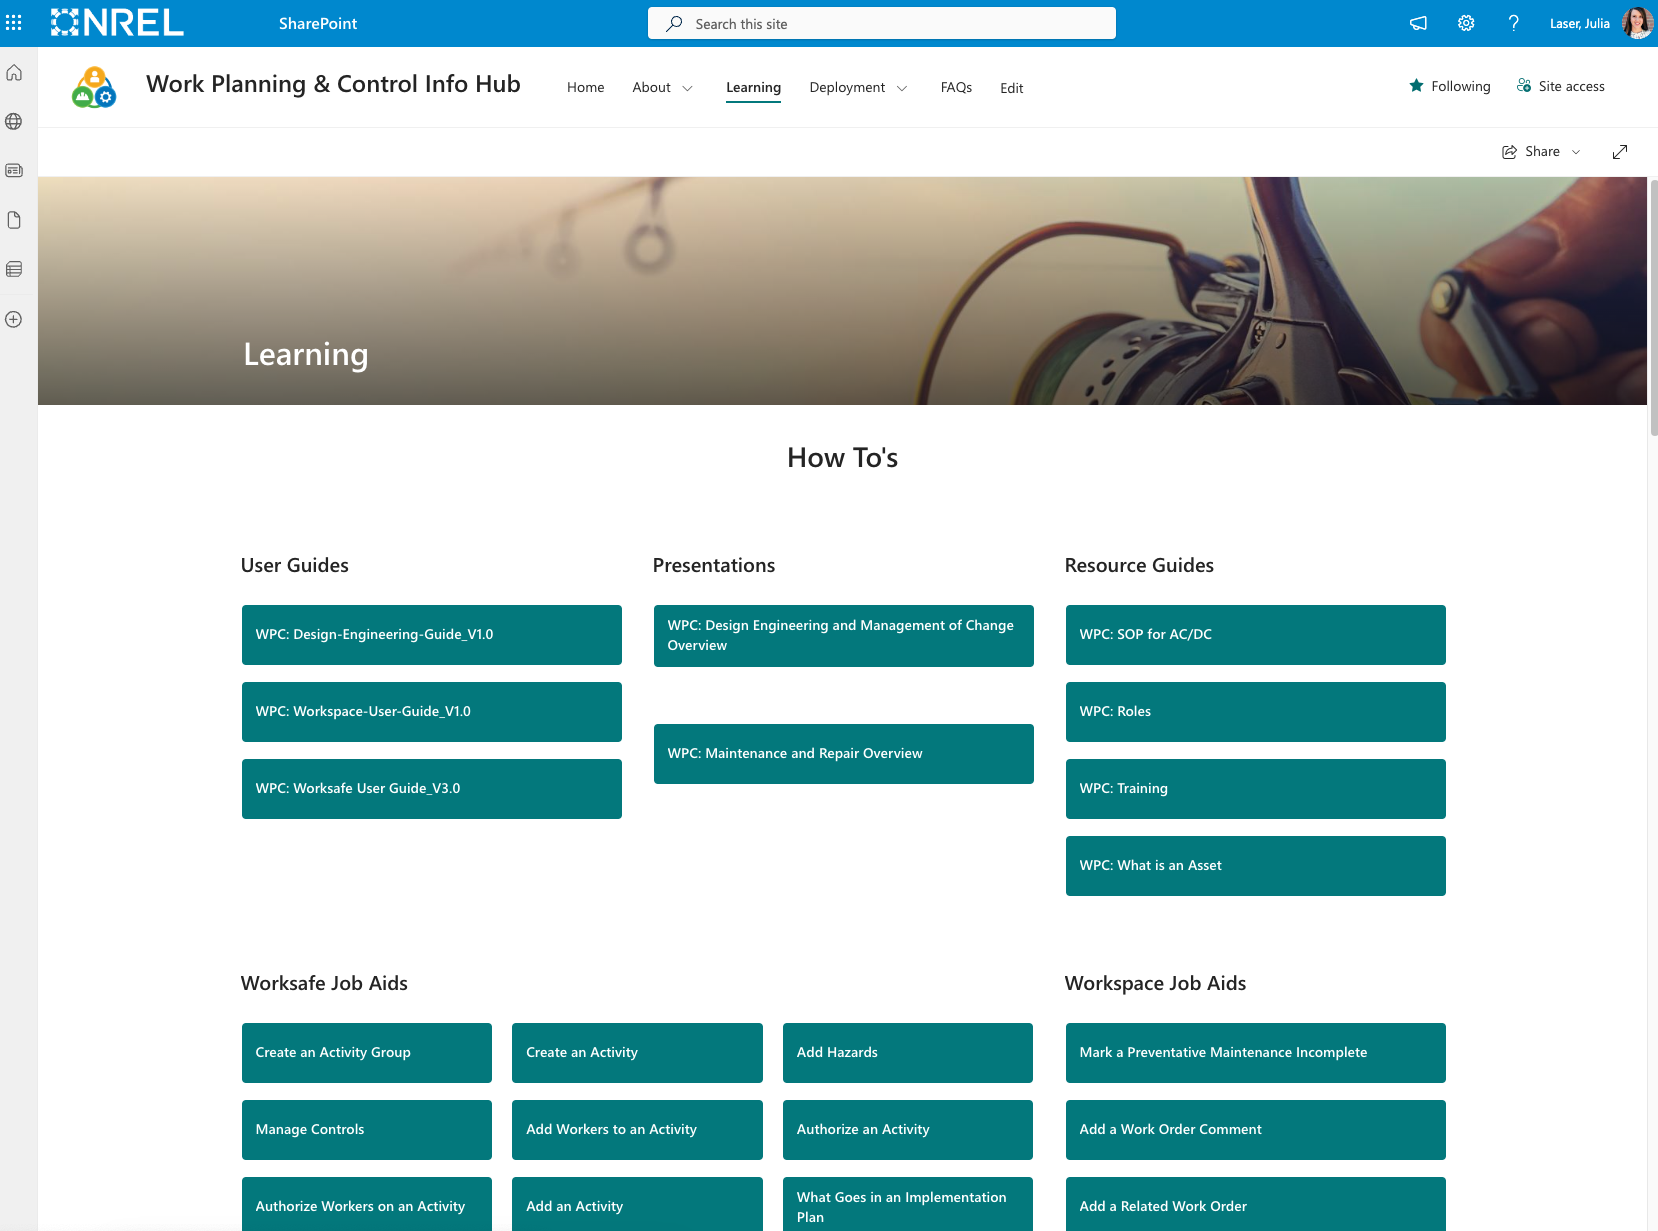 NREL
SharePoint
Search this site
Laser, Julia
Work Planning & Control Info Hub
Home
About
Learning
Deployment
FAQs
Edit
Following
Site access
Share
Learning
How To's
User Guides
WPC: Design-Engineering-Guide_V1.0
WPC: Workspace-User-Guide_V1.0
WPC: Worksafe User Guide_V3.0
Presentations
WPC: Design Engineering and Management of Change
Overview
WPC: Maintenance and Repair Overview
Resource Guides
WPC: SOP for AC/DC
WPC: Roles
WPC: Training
WPC: What is an Asset
Worksafe Job Aids
Create an Activity Group
Create an Activity
Add Hazards
Manage Controls
Add Workers to an Activity
Authorize an Activity
Authorize Workers on an Activity
Add an Activity
What Goes in an Implementation
Plan
Workspace Job Aids
Mark a Preventative Maintenance Incomplete
Add a Work Order Comment
Add a Related Work Order